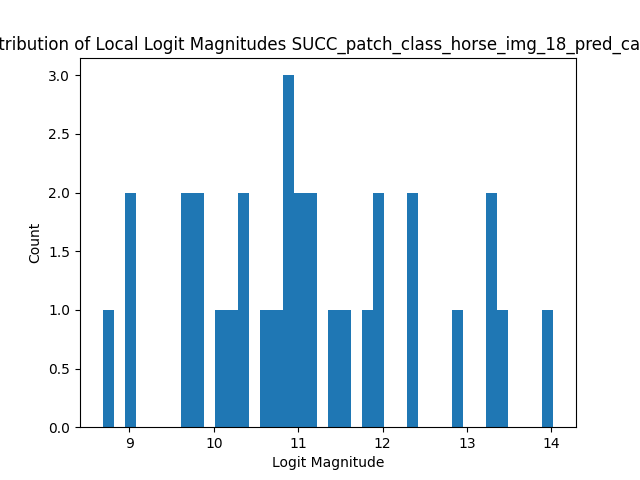 tribution of Local Logit Magnitudes SUCC_patch_class_horse_img_18_pred_ca
3.0
2.5
2.0
1.5
1.0
0.5
0.0
Count
9 10 11 12 13 14
Logit Magnitude